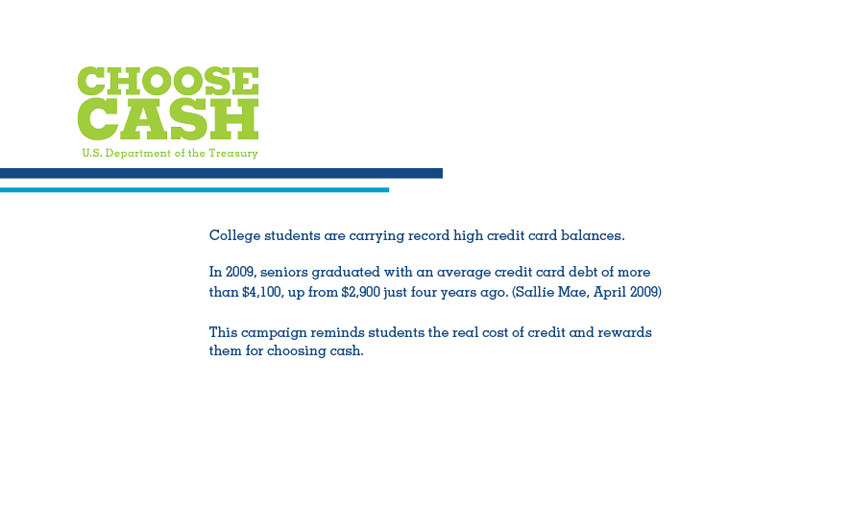 CHOOSE
CASH
U.S. Department of the Treasury
College students are carrying record high credit card balances.
In 2009, seniors graduated with an average credit card debt of more
than $4,100, up from $2,900 just four years ago. (Sallie Mae, April 2009)
This campaign reminds students the real cost of credit and rewards
them for choosing cash.